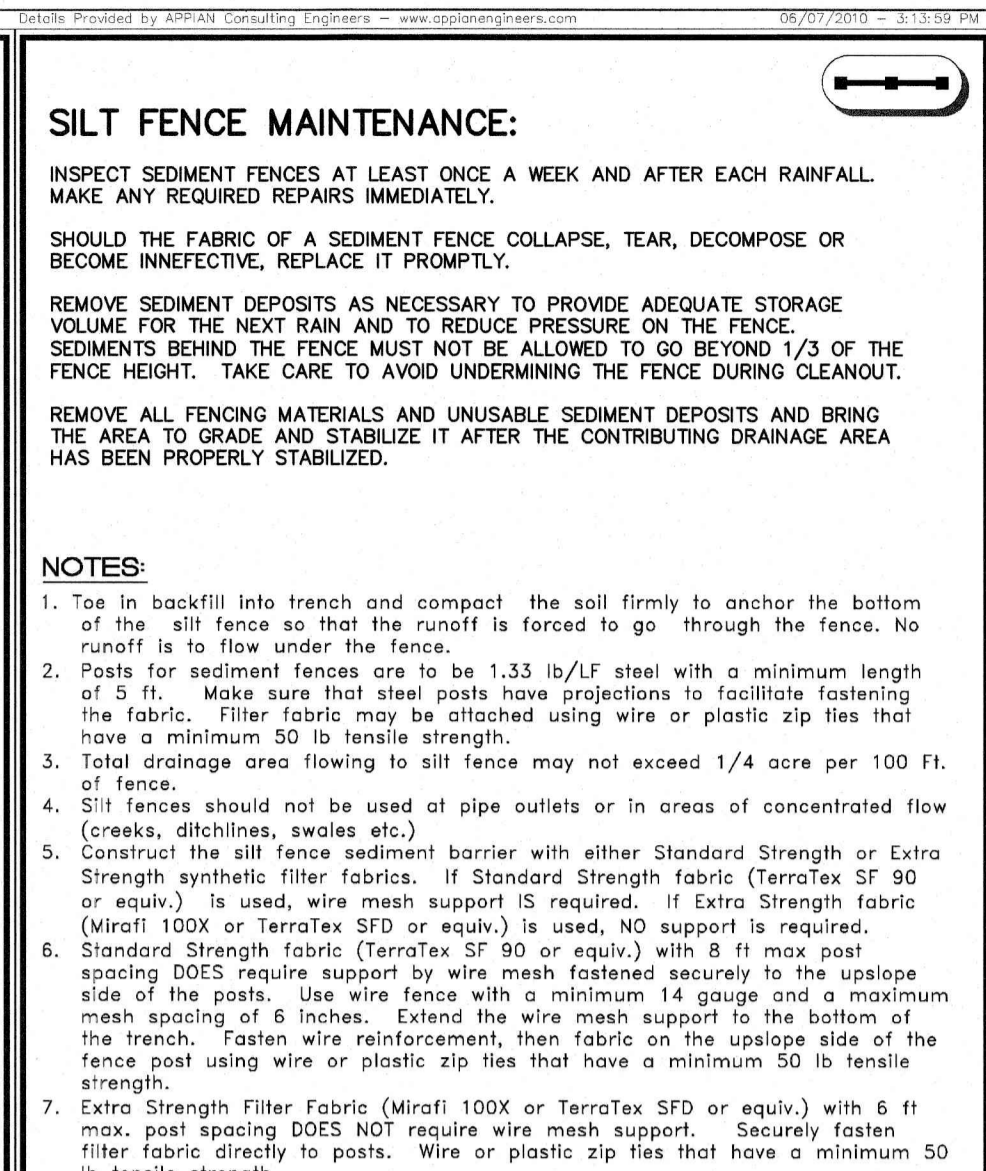 Details Provided by APPIAN Consulting Engineers — www.appianengineers.com 06/07/2010 — 3:13:59 PM
SILT FENCE MAINTENANCE:
INSPECT SEDIMENT FENCES AT LEAST ONCE A WEEK AND AFTER EACH RAINFALL.
MAKE ANY REQUIRED REPAIRS IMMEDIATELY.
SHOULD THE FABRIC OF A SEDIMENT FENCE COLLAPSE, TEAR, DECOMPOSE OR
BECOME INNEFECTIVE, REPLACE IT PROMPTLY.
REMOVE SEDIMENT DEPOSITS AS NECESSARY TO PROVIDE ADEQUATE STORAGE
VOLUME FOR THE NEXT RAIN AND TO REDUCE PRESSURE ON THE FENCE.
SEDIMENTS BEHIND THE FENCE MUST NOT BE ALLOWED TO GO BEYOND 1/3 OF THE
FENCE HEIGHT. TAKE CARE TO AVOID UNDERMINING THE FENCE DURING CLEANOUT.
REMOVE ALL FENCING MATERIALS AND UNUSABLE SEDIMENT DEPOSITS AND BRING
THE AREA TO GRADE AND STABILIZE IT AFTER THE CONTRIBUTING DRAINAGE AREA
HAS BEEN PROPERLY STABILIZED.
NOTES:
1. Toe in backfill into trench and compact the soil firmly to anchor the bottom
of the silt fence so that the runoff is forced to go through the fence. No
runoff is to flow under the fence.
2. Posts for sediment fences are to be 1.33 lb/LF steel with a minimum length
of 5 ft. Make sure that steel posts have projections to facilitate fastening
the fabric. Filter fabric may be attached using wire or plastic zip ties that
have a minimum 50 lb tensile strength.
3. Total drainage area flowing to silt fence may not exceed 1/4 acre per 100 Ft.
of fence.
4. Silt fences should not be used at pipe outlets or in areas of concentrated flow
(creeks, ditchlines, swales etc.)
5. Construct the silt fence sediment barrier with either Standard Strength or Extra
Strength synthetic filter fabrics. If Standard Strength fabric (TerraTex SF 90
or equiv.) is used, wire mesh support IS required. If Extra Strength fabric
(Mirafi 100X or TerraTex SFD or equiv.) is used, NO support is required.
6. Standard Strength fabric (TerraTex SF 90 or equiv.) with 8 ft max post
spacing DOES require support by wire mesh fastened securely to the upslope
side of the posts. Use wire fence with a minimum 14 gauge and a maximum
mesh spacing of 6 inches. Extend the wire mesh support to the bottom of
the trench. Fasten wire reinforcement, then fabric on the upslope side of the
fence post using wire or plastic zip ties that have a minimum 50 lb tensile
strength.
7. Extra Strength Filter Fabric (Mirafi 100X or TerraTex SFD or equiv.) with 6 ft
max. post spacing DOES NOT require wire mesh support. Securely fasten
filter fabric directly to posts. Wire or plastic zip ties that have a minimum 50
lb tensile strength